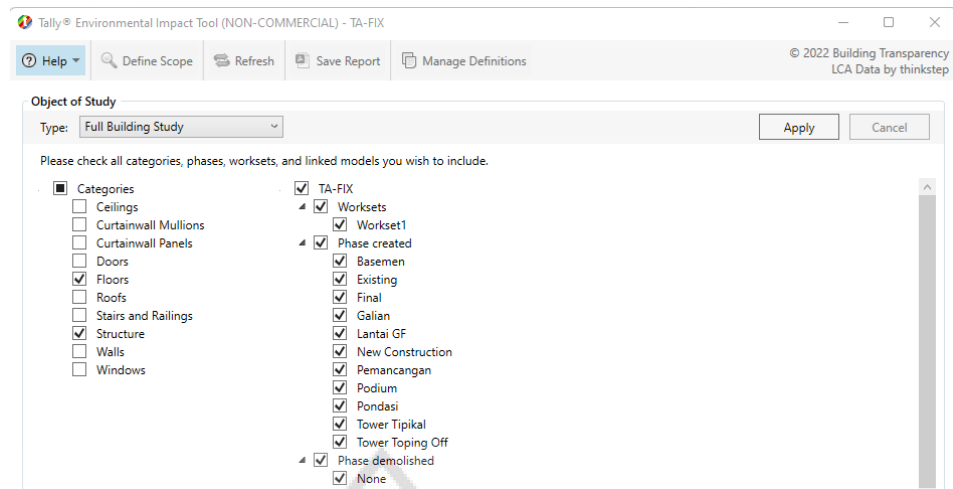 Tally® Environmental Impact Tool (NON-COMMERCIAL) - TA-FIX
Help Define Scope Refresh Save Report Manage Definitions
© 2022 Building Transparency
LCA Data by thinkstep
Object of Study
Type: Full Building Study Apply Cancel
Please check all categories, phases, worksets, and linked models you wish to include.
Categories
Ceilings
Curtainwall Mullions
Curtainwall Panels
Doors
Floors
Roofs
Stairs and Railings
Structure
Walls
Windows
TA-FIX
Worksets
Workset1
Phase created
Basemen
Existing
Final
Galian
Lantai GF
New Construction
Pemancangan
Podium
Pondasi
Tower Tipikal
Tower Toping Off
Phase demolished
None